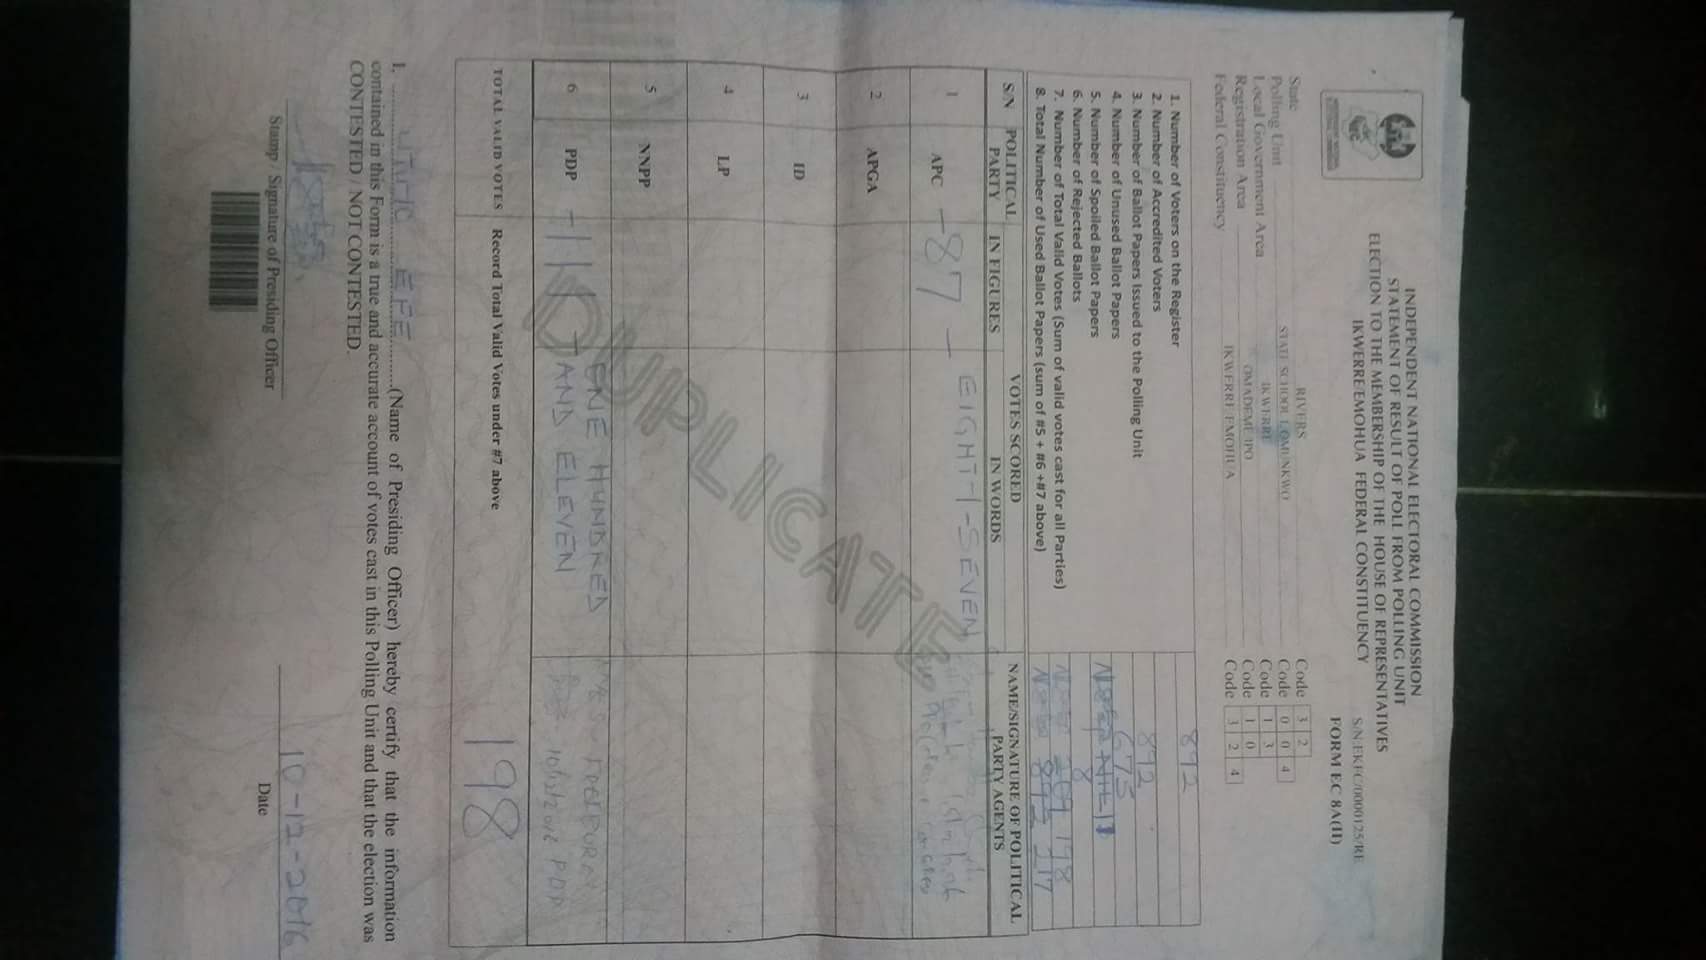 INDEPENDENT NATIONAL ELECTORAL COMMISSION
STATEMENT OF RESULT OF POLL FROM POLLING UNIT
ELECTION TO THE MEMBERSHIP OF THE HOUSE OF REPRESENTATIVES
IKWERRE/EMOHUA FEDERAL CONSTITUENCY
S/N:EKFC/0000125/RE
FORM EC 8A(II)
State RIVERS Code 3 2
Polling Unit STATE SCHOOL I OMUNKWO Code 0 0 4
Local Government Area IKWERRE Code 1 3
Registration Area OMADEME/IPO Code 1 0
Federal Constituency IKWERRE/EMOHUA Code 3 2 4
1. Number of Voters on the Register 892
2. Number of Accredited Voters
3. Number of Ballot Papers Issued to the Polling Unit 892
4. Number of Unused Ballot Papers 675
5. Number of Spoiled Ballot Papers
6. Number of Rejected Ballots 8
7. Number of Total Valid Votes (Sum of valid votes cast for all Parties) 198
8. Total Number of Used Ballot Papers (sum of #5 + #6 +#7 above) 217
S/N POLITICAL PARTY VOTES SCORED IN FIGURES IN WORDS NAME/SIGNATURE OF POLITICAL PARTY AGENTS
1 APC -87- EIGHTY-SEVEN
2 APGA
3 ID
4 LP
5 NNPP
6 PDP -111- ONE HUNDRED AND ELEVEN PDP
TOTAL VALID VOTES Record Total Valid Votes under #7 above 198
DUPLICATE
I, EFE (Name of Presiding Officer) hereby certify that the information
contained in this Form is a true and accurate account of votes cast in this Polling Unit and that the election was
CONTESTED / NOT CONTESTED.
10-12-2016
Stamp / Signature of Presiding Officer Date